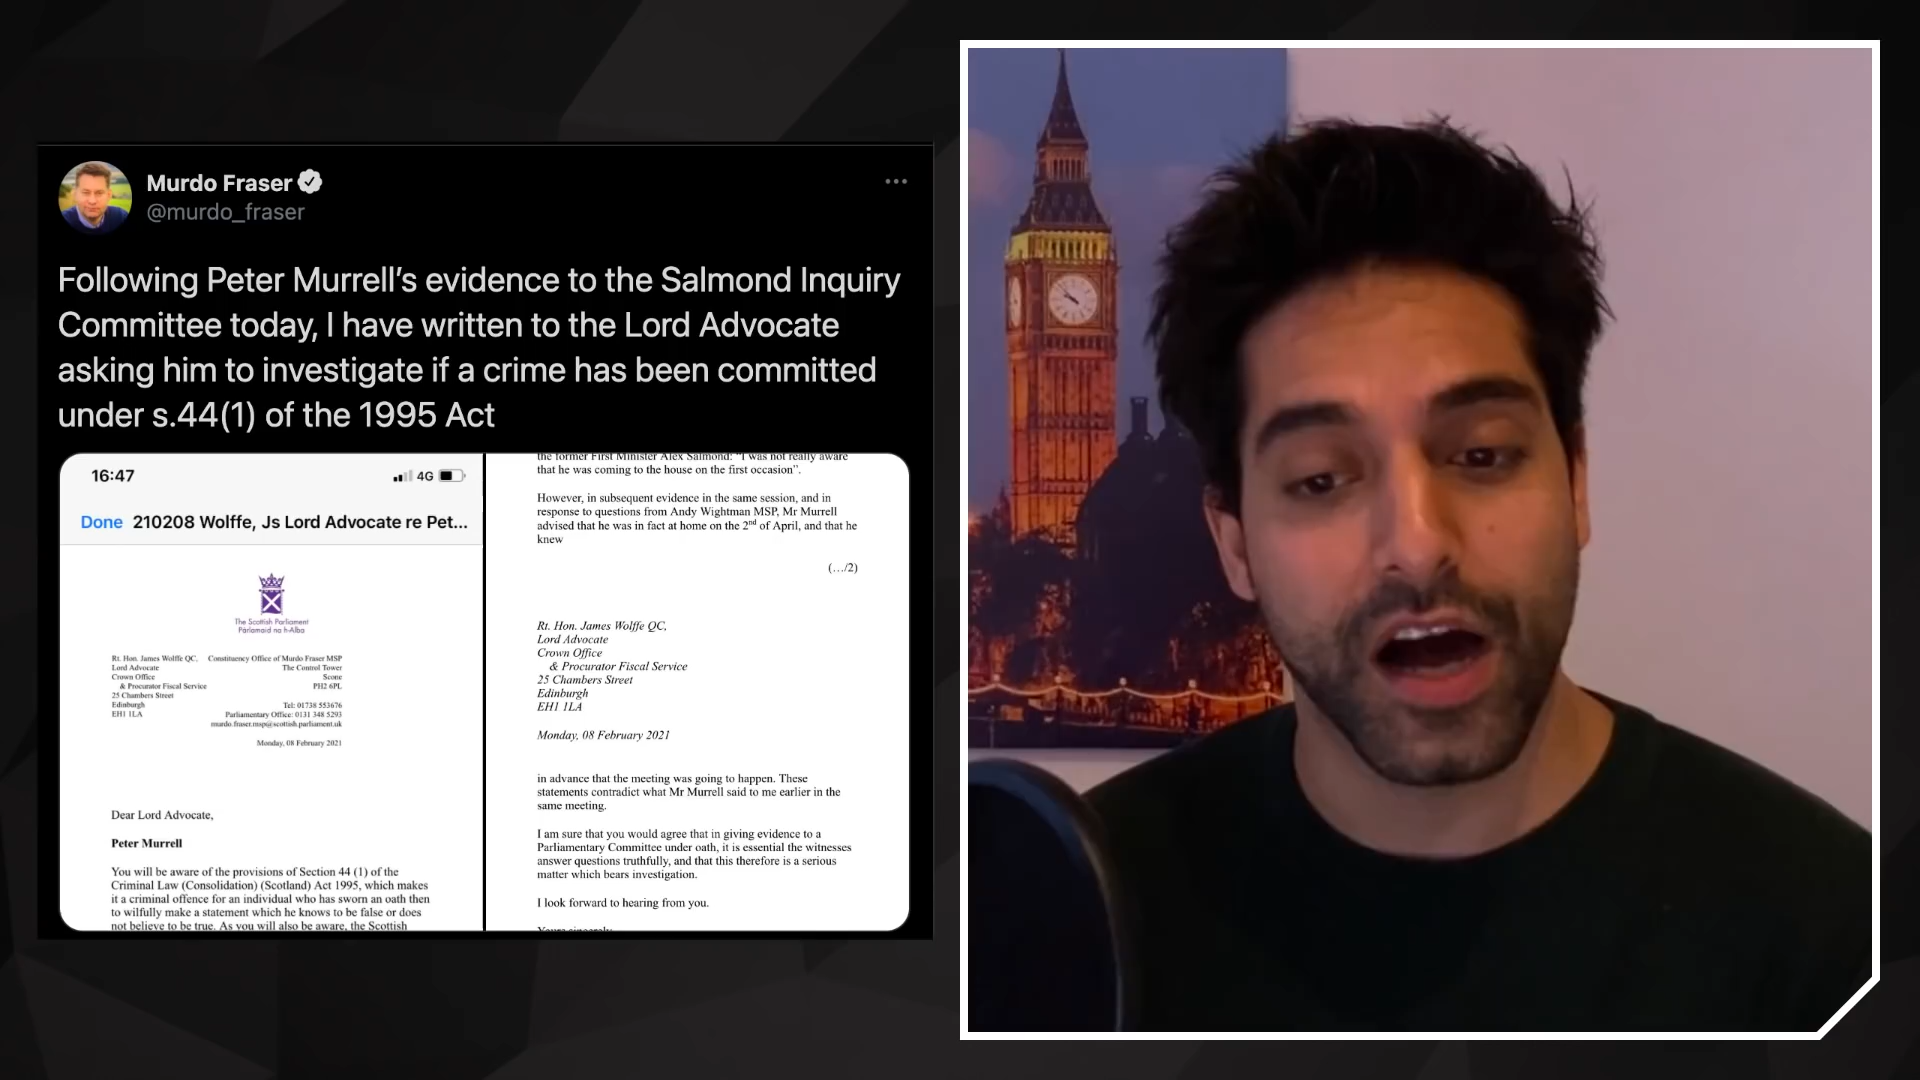 Murdo Fraser
@murdo_fraser
Following Peter Murrell's evidence to the Salmond Inquiry
Committee today, I have written to the Lord Advocate
asking him to investigate if a crime has been committed
under s.44(1) of the 1995 Act
16:47
4G
Done 210208 Wolffe, Js Lord Advocate re Pet...
The Scottish Parliament
Pàrlamaid na h-Alba
Rt. Hon. James Wolffe QC,
Lord Advocate
Crown Office
& Procurator Fiscal Service
25 Chambers Street
Edinburgh
EH1 1LA
Constituency Office of Murdo Fraser MSP
The Control Tower
Scone
PH2 6PL
Tel: 01738 553676
Parliamentary Office: 0131 348 5293
murdo.fraser.msp@scottish.parliament.uk
Monday, 08 February 2021
Dear Lord Advocate,
Peter Murrell
You will be aware of the provisions of Section 44 (1) of the
Criminal Law (Consolidation) (Scotland) Act 1995, which makes
it a criminal offence for an individual who has sworn an oath then
to wilfully make a statement which he knows to be false or does
not believe to be true. As you will also be aware, the Scottish
the former First Minister Alex Salmond: "I was not really aware
that he was coming to the house on the first occasion".
However, in subsequent evidence in the same session, and in
response to questions from Andy Wightman MSP, Mr Murrell
advised that he was in fact at home on the 2nd of April, and that he
knew
(…/2)
Rt. Hon. James Wolffe QC,
Lord Advocate
Crown Office
& Procurator Fiscal Service
25 Chambers Street
Edinburgh
EH1 1LA
Monday, 08 February 2021
in advance that the meeting was going to happen. These
statements contradict what Mr Murrell said to me earlier in the
same meeting.
I am sure that you would agree that in giving evidence to a
Parliamentary Committee under oath, it is essential the witnesses
answer questions truthfully, and that this therefore is a serious
matter which bears investigation.
I look forward to hearing from you.
Yours sincerely